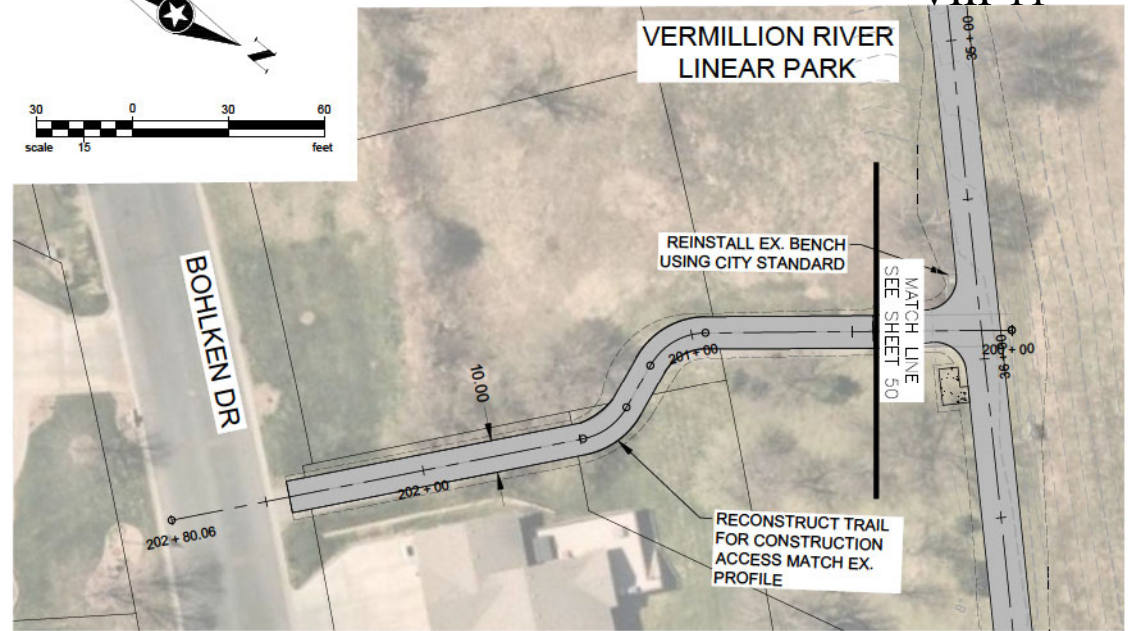 VERMILLION RIVER
LINEAR PARK
35 + 00
30 0 30 60
scale 15 feet
N
BOHLKEN DR
REINSTALL EX. BENCH
USING CITY STANDARD
MATCH LINE
SEE SHEET 50
201 + 00
36 + 00
10.00
202 + 00
202 + 80.06
RECONSTRUCT TRAIL
FOR CONSTRUCTION
ACCESS MATCH EX.
PROFILE